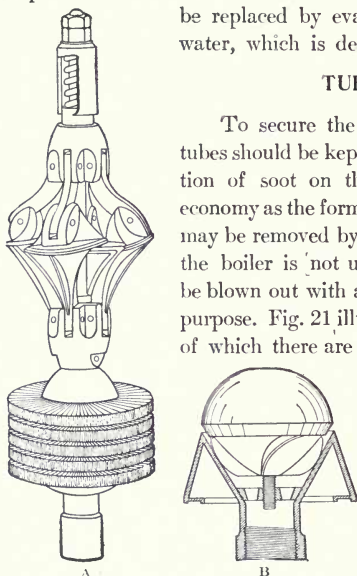 be replaced by eva
water, which is de
TU
To secure the
tubes should be kep
tion of soot on th
economy as the form
may be removed by
the boiler is not u
be blown out with a
purpose. Fig. 21 ill
of which there are
A
B